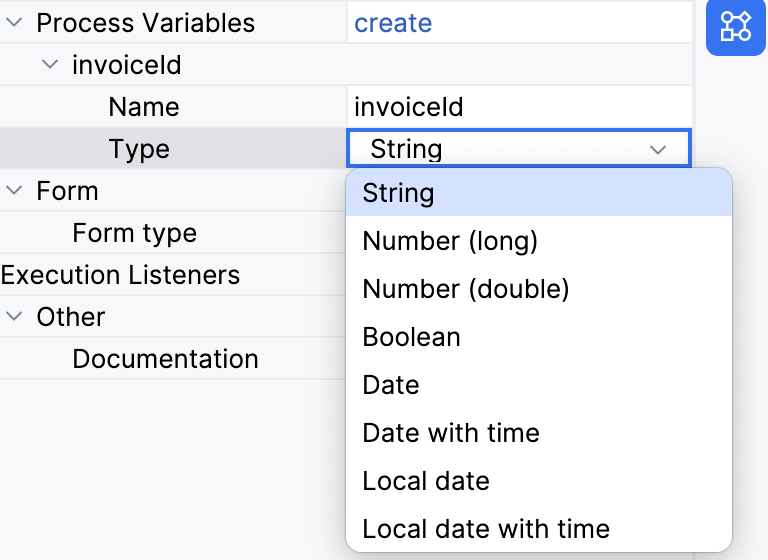 Process Variables create
invoiceId
Name invoiceId
Type String
Form
Form type
Execution Listeners
Other
Documentation
String
Number (long)
Number (double)
Boolean
Date
Date with time
Local date
Local date with time